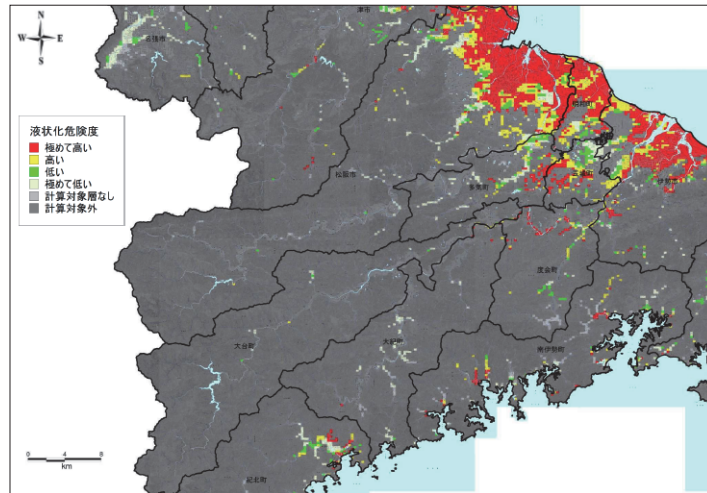 津市
名張市
N
W E
S
明和町
液状化危険度
極めて高い
高い
低い
極めて低い
計算対象層なし
計算対象外
松阪市
多気町
玉城町
伊勢市
度会町
大台町
大紀町
南伊勢町
紀北町
0 4 8
km